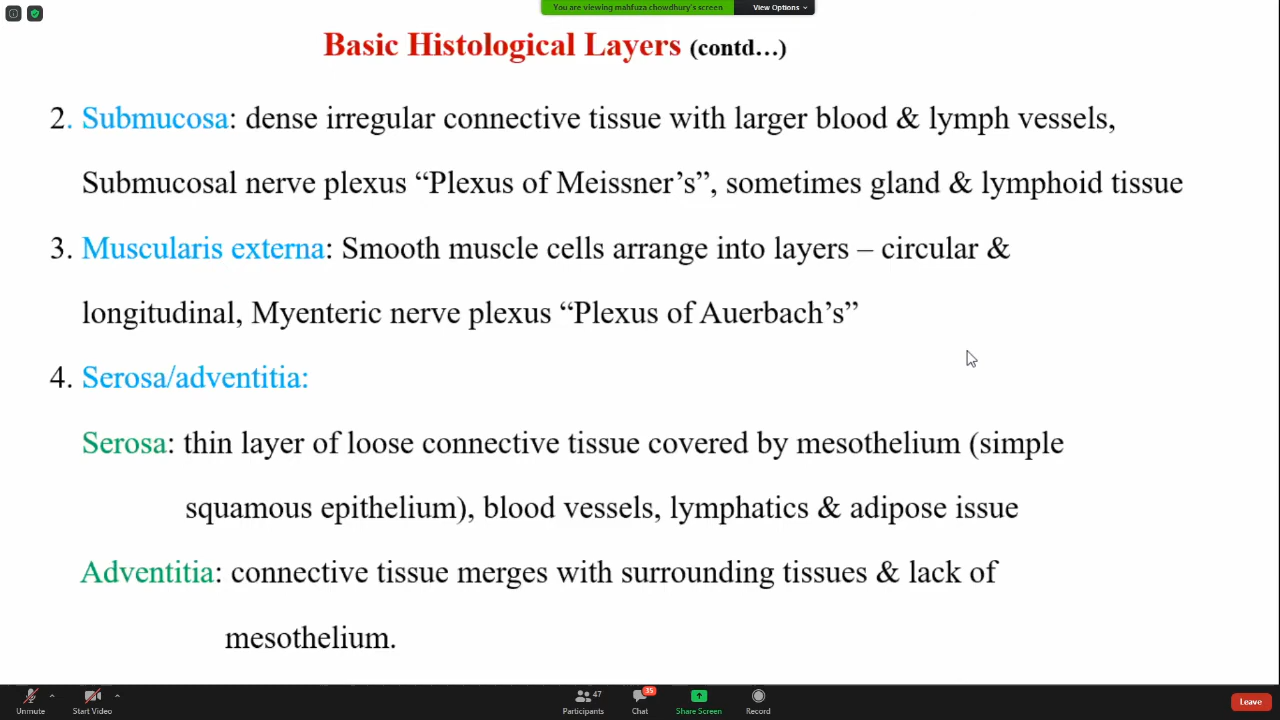 You are viewing mahfuza chowdhury's screen
View Options
Basic Histological Layers (contd…)
2. Submucosa: dense irregular connective tissue with larger blood & lymph vessels,
Submucosal nerve plexus “Plexus of Meissner’s”, sometimes gland & lymphoid tissue
3. Muscularis externa: Smooth muscle cells arrange into layers – circular &
longitudinal, Myenteric nerve plexus “Plexus of Auerbach’s”
4. Serosa/adventitia:
Serosa: thin layer of loose connective tissue covered by mesothelium (simple
squamous epithelium), blood vessels, lymphatics & adipose issue
Adventitia: connective tissue merges with surrounding tissues & lack of
mesothelium.
Unmute
Start Video
47
Participants
35
Chat
Share Screen
Record
Leave